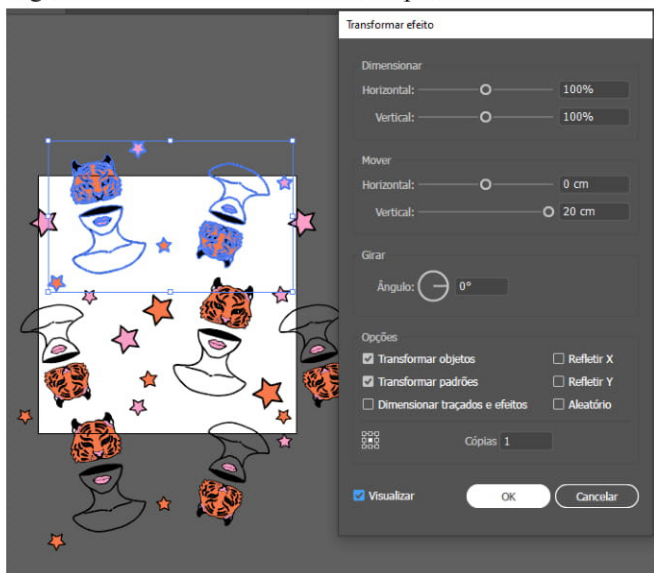 Transformar efeito
Dimensionar
Horizontal: 100%
Vertical: 100%
Mover
Horizontal: 0 cm
Vertical: 20 cm
Girar
Ângulo: 0°
Opções
Transformar objetos Refletir X
Transformar padrões Refletir Y
Dimensionar traçados e efeitos Aleatório
Cópias 1
Visualizar OK Cancelar